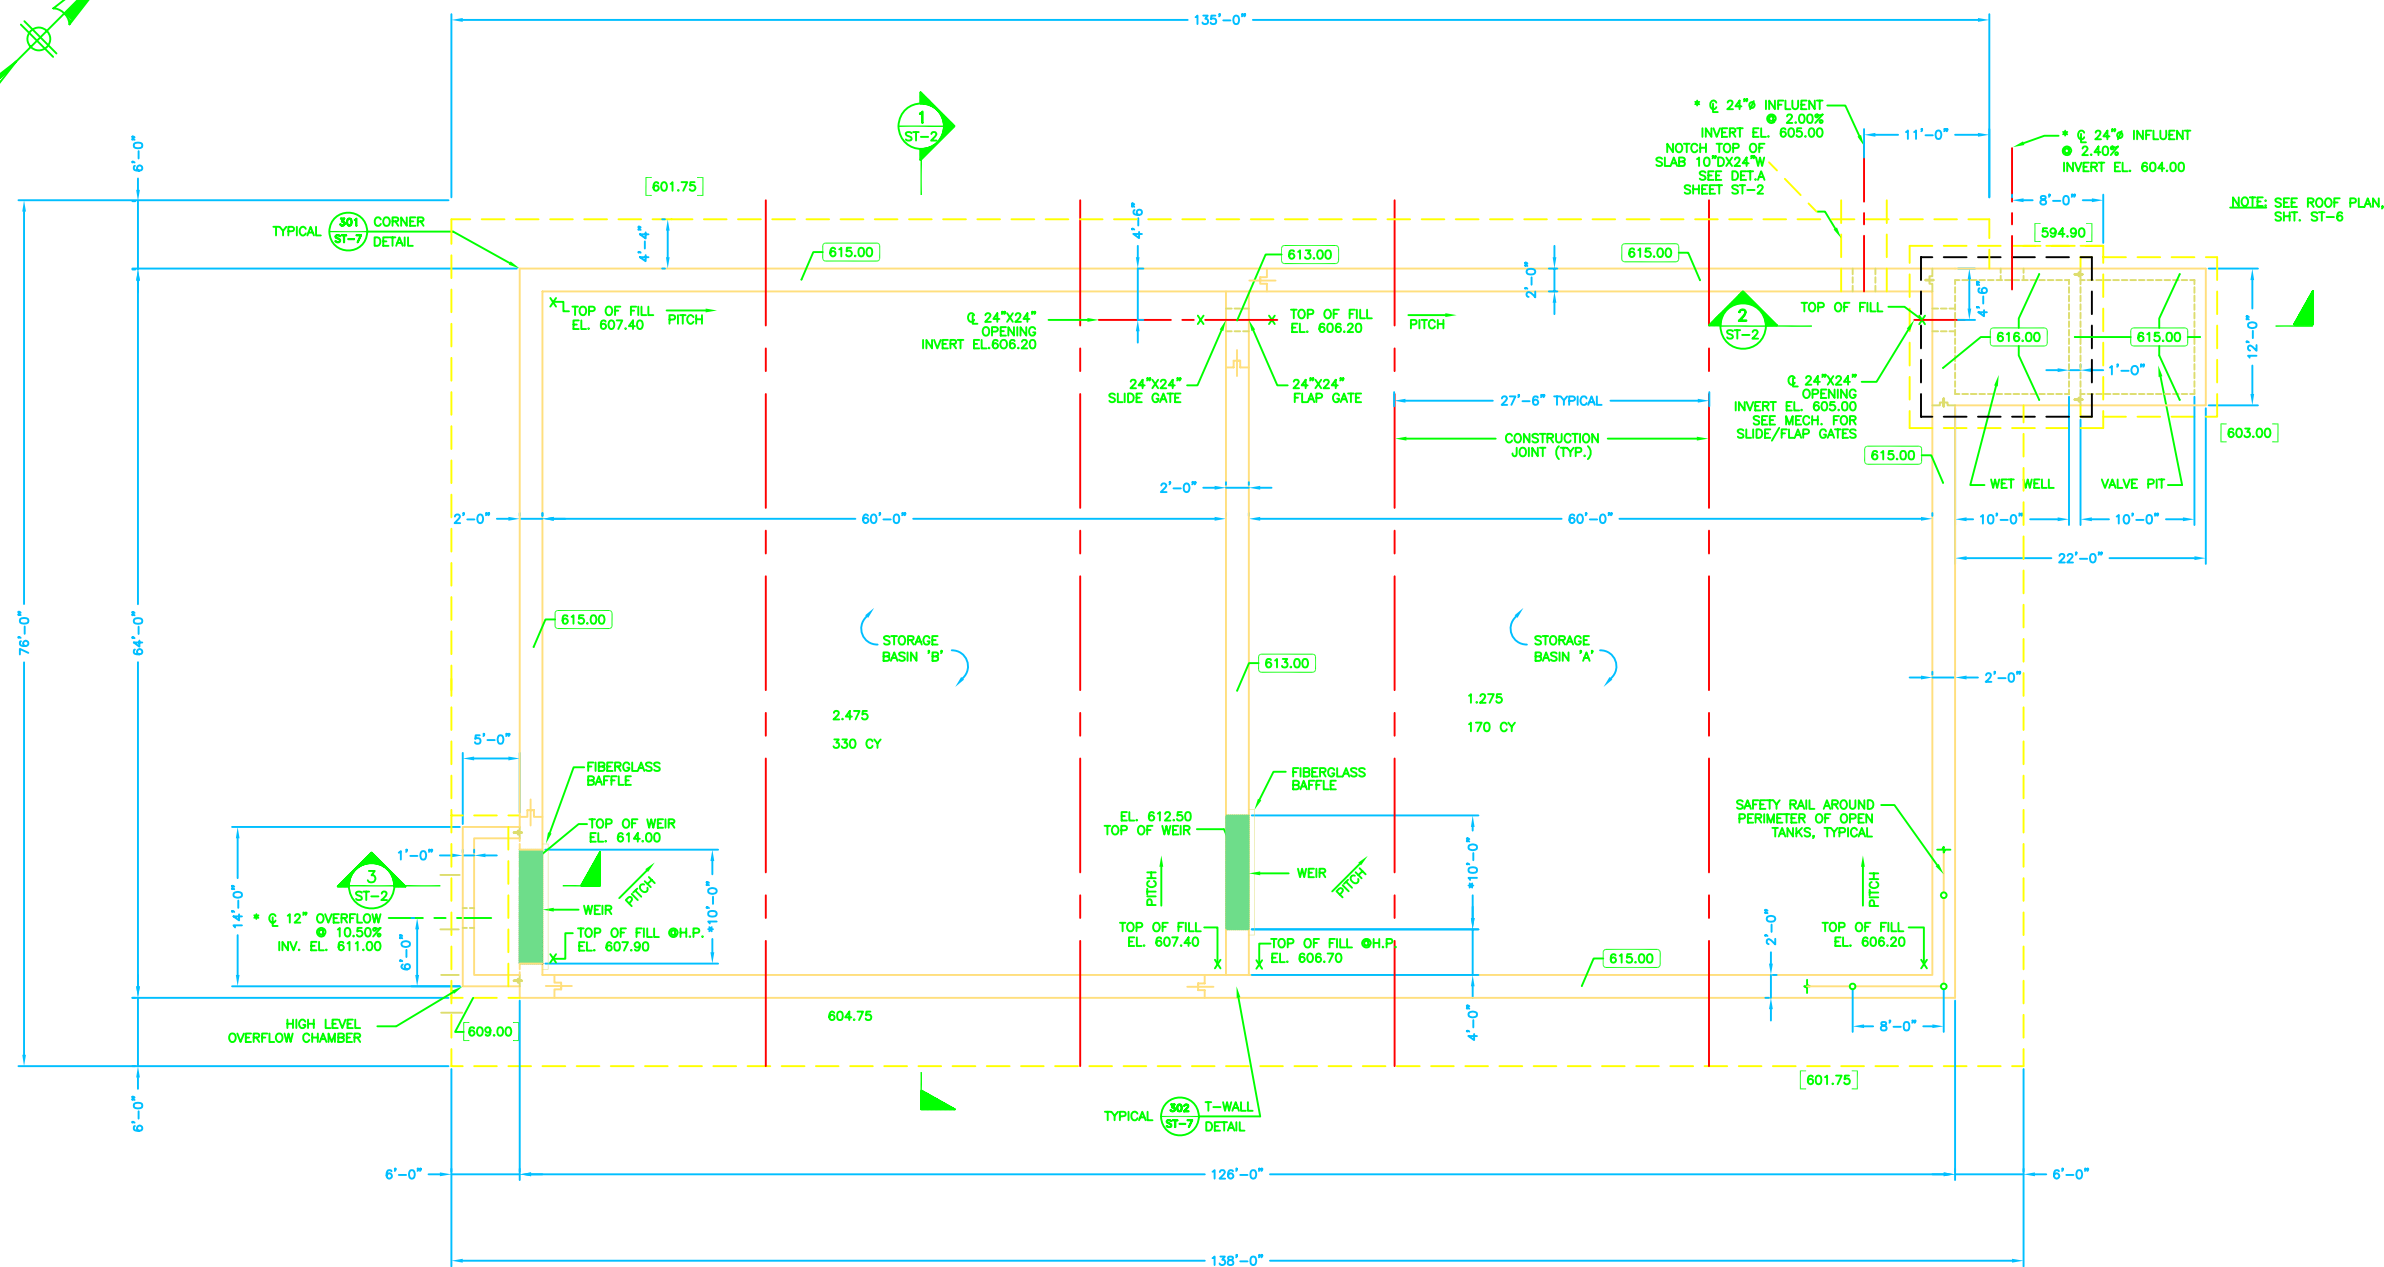 135'-0"
* ℄ 24"ø INFLUENT
@ 2.00%
INVERT EL. 605.00
NOTCH TOP OF
SLAB 10"DX24"W
SEE DET.A
SHEET ST-2
11'-0"
* ℄ 24"ø INFLUENT
@ 2.40%
INVERT EL. 604.00
8'-0"
NOTE: SEE ROOF PLAN,
SHT. ST-6
1
ST-2
6'-0"
[601.75]
TYPICAL
301
ST-7
CORNER
DETAIL
4'-4"
615.00
4'-6"
613.00
2'-0"
615.00
[594.90]
TOP OF FILL
EL. 607.40
PITCH
℄ 24"X24"
OPENING
INVERT EL.606.20
TOP OF FILL
EL. 606.20
PITCH
2
ST-2
TOP OF FILL
4'-6"
616.00
615.00
12'-0"
24"X24"
SLIDE GATE
24"X24"
FLAP GATE
27'-6" TYPICAL
CONSTRUCTION
JOINT (TYP.)
℄ 24"X24"
OPENING
INVERT EL. 605.00
SEE MECH. FOR
SLIDE/FLAP GATES
1'-0"
[603.00]
615.00
WET WELL
VALVE PIT
2'-0"
2'-0"
60'-0"
60'-0"
10'-0"
10'-0"
22'-0"
76'-0"
64'-0"
615.00
STORAGE
BASIN 'B'
613.00
STORAGE
BASIN 'A'
2'-0"
2.475
330 CY
1.275
170 CY
5'-0"
FIBERGLASS
BAFFLE
FIBERGLASS
BAFFLE
TOP OF WEIR
EL. 614.00
EL. 612.50
TOP OF WEIR
SAFETY RAIL AROUND
PERIMETER OF OPEN
TANKS, TYPICAL
1'-0"
3
ST-2
14'-0"
* ℄ 12" OVERFLOW
@ 10.50%
INV. EL. 611.00
6'-0"
WEIR
PITCH
*10'-0"
TOP OF FILL @H.P.
EL. 607.90
PITCH
WEIR
PITCH
*10'-0"
TOP OF FILL
EL. 607.40
TOP OF FILL @H.P.
EL. 606.70
PITCH
TOP OF FILL
EL. 606.20
2'-0"
615.00
HIGH LEVEL
OVERFLOW CHAMBER
[609.00]
604.75
4'-0"
8'-0"
6'-0"
[601.75]
TYPICAL
302
ST-7
T-WALL
DETAIL
6'-0"
126'-0"
6'-0"
138'-0"